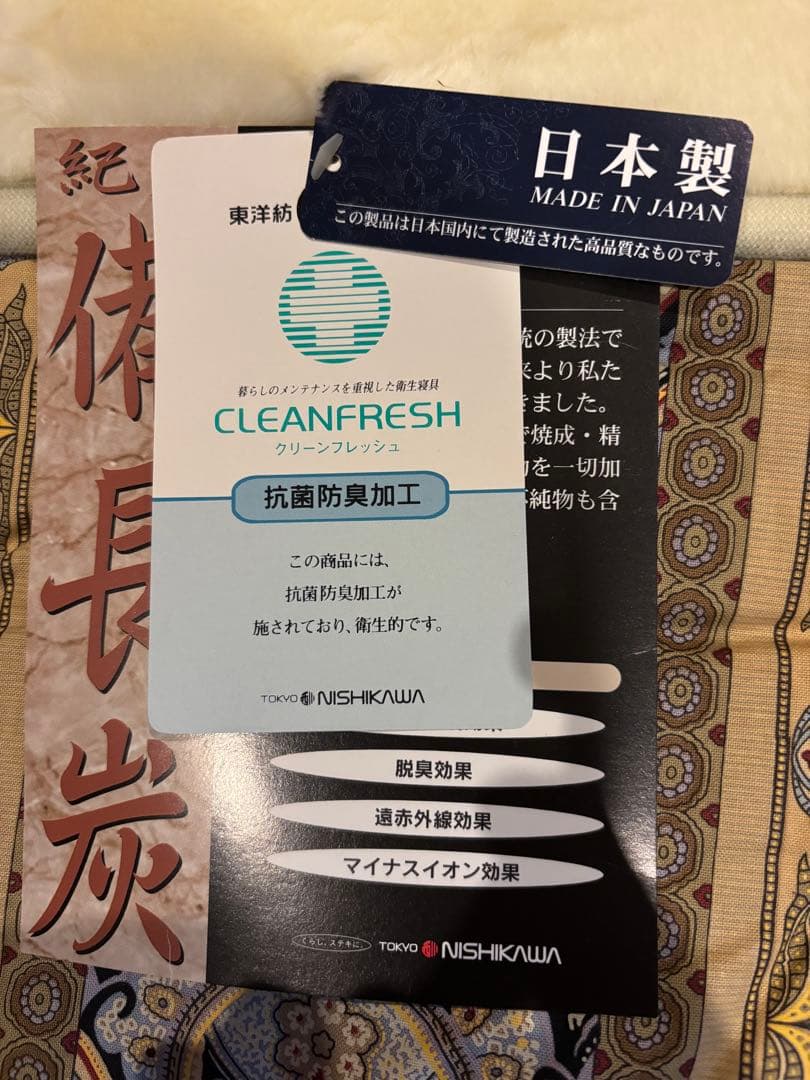 日本製
MADE IN JAPAN
この製品は日本国内にて製造された高品質なものです。
東洋紡
暮らしのメンテナンスを重視した衛生寝具
CLEANFRESH
クリーンフレッシュ
抗菌防臭加工
この商品には、
抗菌防臭加工が
施されており、衛生的です。
TOKYO NISHIKAWA
紀
備長炭
統の製法で
来より私た
きました。
で焼成・精
物を一切加
不純物も含
脱臭効果
遠赤外線効果
マイナスイオン効果
くらし、ステキに。
TOKYO NISHIKAWA